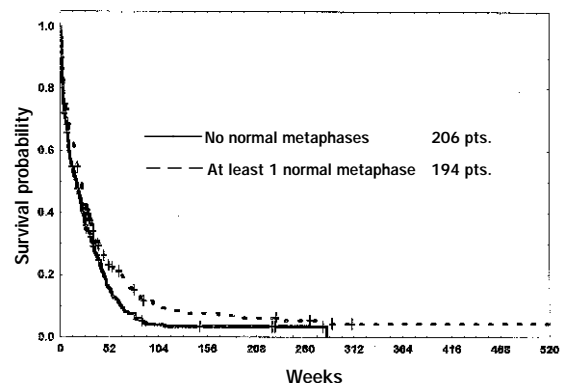 1.0
0.8
0.6
0.4
0.2
0.0
Survival probability
No normal metaphases 206 pts.
At least 1 normal metaphase 194 pts.
0 52 104 156 208 260 312 364 416 468 520
Weeks